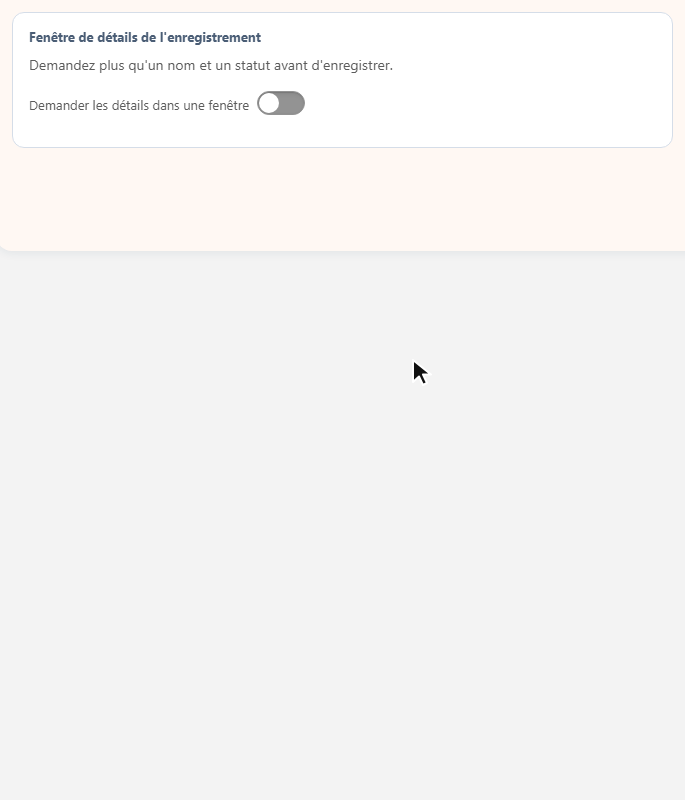 Fenêtre de détails de l'enregistrement
Demandez plus qu'un nom et un statut avant d'enregistrer.
Demander les détails dans une fenêtre